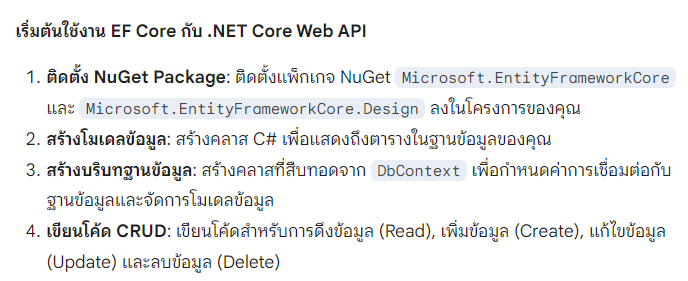 เริ่มต้นใช้งาน EF Core กับ .NET Core Web API
1. ติดตั้ง NuGet Package: ติดตั้งแพ็กเกจ NuGet Microsoft.EntityFrameworkCore
และ Microsoft.EntityFrameworkCore.Design ลงในโครงการของคุณ
2. สร้างโมเดลข้อมูล: สร้างคลาส C# เพื่อแสดงถึงตารางในฐานข้อมูลของคุณ
3. สร้างบริบทฐานข้อมูล: สร้างคลาสที่สืบทอดจาก DbContext เพื่อกำหนดค่าการเชื่อมต่อกับ
ฐานข้อมูลและจัดการโมเดลข้อมูล
4. เขียนโค้ด CRUD: เขียนโค้ดสำหรับการดึงข้อมูล (Read), เพิ่มข้อมูล (Create), แก้ไขข้อมูล
(Update) และลบข้อมูล (Delete)